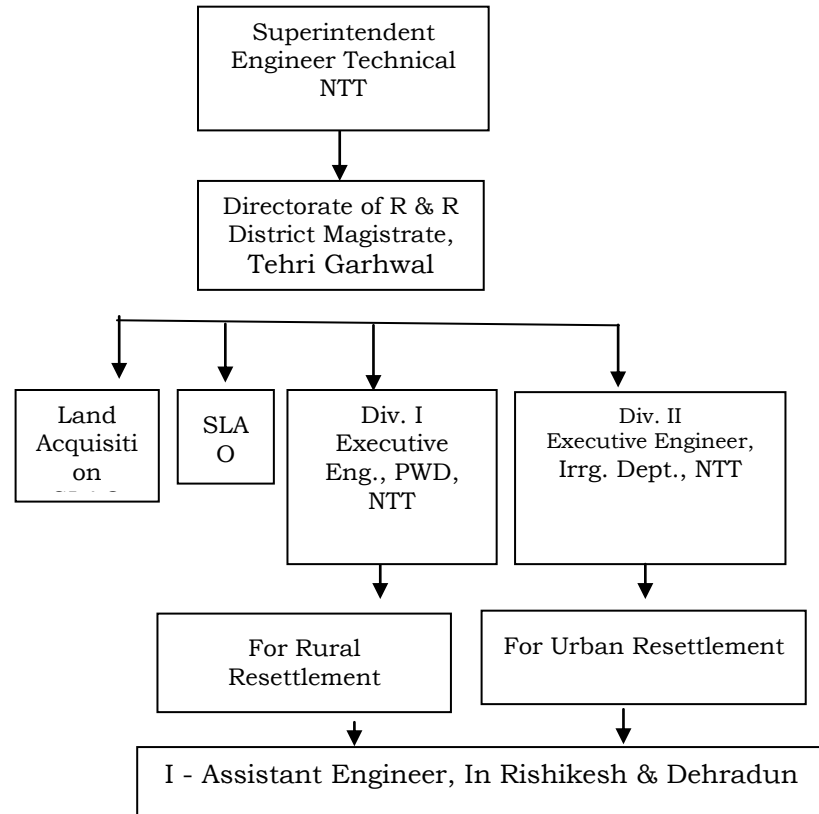 Superintendent
Engineer Technical
NTT
Directorate of R & R
District Magistrate,
Tehri Garhwal
Land
Acquisiti
on
SLA
O
Div. I
Executive
Eng., PWD,
NTT
Div. II
Executive Engineer,
Irrg. Dept., NTT
For Rural
Resettlement
For Urban Resettlement
I - Assistant Engineer, In Rishikesh & Dehradun